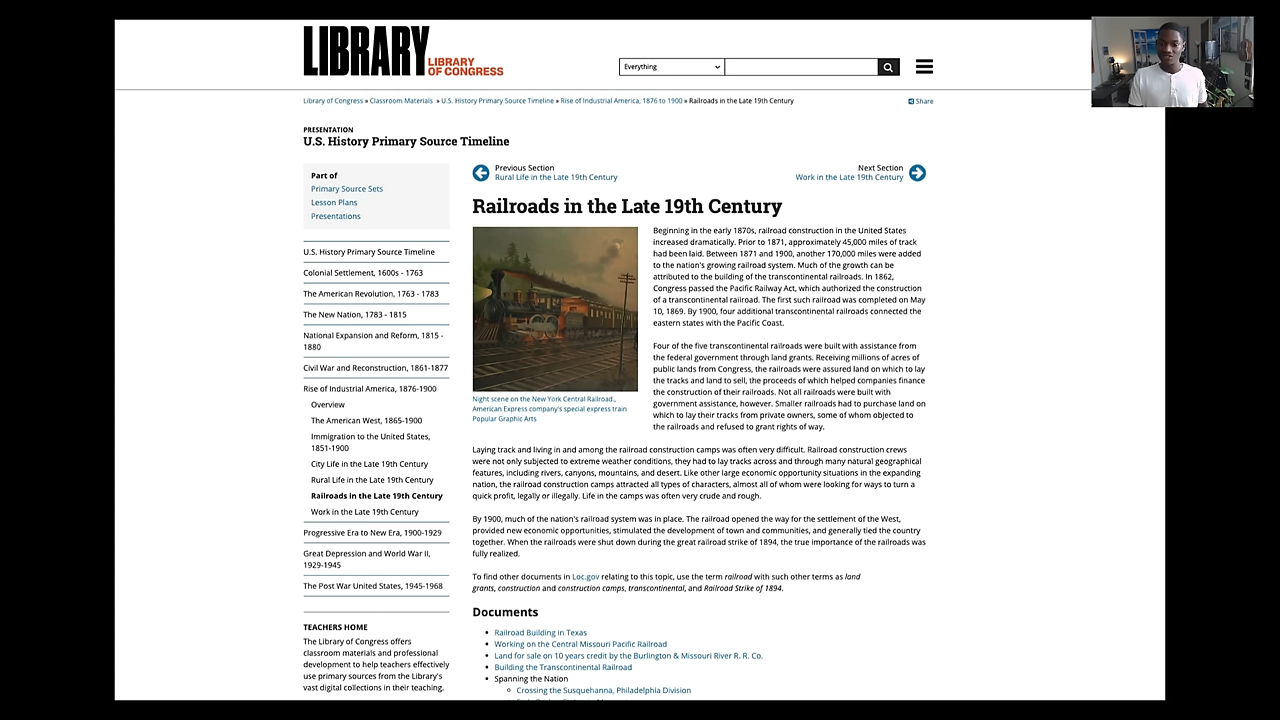 LIBRARY
LIBRARY
OF CONGRESS
Everything
Library of Congress » Classroom Materials » U.S. History Primary Source Timeline » Rise of Industrial America, 1876 to 1900 » Railroads in the Late 19th Century
Share
PRESENTATION
U.S. History Primary Source Timeline
Part of
Primary Source Sets
Lesson Plans
Presentations
U.S. History Primary Source Timeline
Colonial Settlement, 1600s - 1763
The American Revolution, 1763 - 1783
The New Nation, 1783 - 1815
National Expansion and Reform, 1815 -
1880
Civil War and Reconstruction, 1861-1877
Rise of Industrial America, 1876-1900
Overview
The American West, 1865-1900
Immigration to the United States,
1851-1900
City Life in the Late 19th Century
Rural Life in the Late 19th Century
Railroads in the Late 19th Century
Work in the Late 19th Century
Progressive Era to New Era, 1900-1929
Great Depression and World War II,
1929-1945
The Post War United States, 1945-1968
TEACHERS HOME
The Library of Congress offers
classroom materials and professional
development to help teachers effectively
use primary sources from the Library's
vast digital collections in their teaching.
Previous Section
Rural Life in the Late 19th Century
Next Section
Work in the Late 19th Century
Railroads in the Late 19th Century
Night scene on the New York Central Railroad.,
American Express company's special express train
Popular Graphic Arts
Beginning in the early 1870s, railroad construction in the United States
increased dramatically. Prior to 1871, approximately 45,000 miles of track
had been laid. Between 1871 and 1900, another 170,000 miles were added
to the nation's growing railroad system. Much of the growth can be
attributed to the building of the transcontinental railroads. In 1862,
Congress passed the Pacific Railway Act, which authorized the construction
of a transcontinental railroad. The first such railroad was completed on May
10, 1869. By 1900, four additional transcontinental railroads connected the
eastern states with the Pacific Coast.
Four of the five transcontinental railroads were built with assistance from
the federal government through land grants. Receiving millions of acres of
public lands from Congress, the railroads were assured land on which to lay
the tracks and land to sell, the proceeds of which helped companies finance
the construction of their railroads. Not all railroads were built with
government assistance, however. Smaller railroads had to purchase land on
which to lay their tracks from private owners, some of whom objected to
the railroads and refused to grant rights of way.
Laying track and living in and among the railroad construction camps was often very difficult. Railroad construction crews
were not only subjected to extreme weather conditions, they had to lay tracks across and through many natural geographical
features, including rivers, canyons, mountains, and desert. Like other large economic opportunity situations in the expanding
nation, the railroad construction camps attracted all types of characters, almost all of whom were looking for ways to turn a
quick profit, legally or illegally. Life in the camps was often very crude and rough.
By 1900, much of the nation's railroad system was in place. The railroad opened the way for the settlement of the West,
provided new economic opportunities, stimulated the development of town and communities, and generally tied the country
together. When the railroads were shut down during the great railroad strike of 1894, the true importance of the railroads was
fully realized.
To find other documents in Loc.gov relating to this topic, use the term railroad with such other terms as land
grants, construction and construction camps, transcontinental, and Railroad Strike of 1894.
Documents
Railroad Building in Texas
Working on the Central Missouri Pacific Railroad
Land for sale on 10 years credit by the Burlington & Missouri River R. R. Co.
Building the Transcontinental Railroad
Spanning the Nation
Crossing the Susquehanna, Philadelphia Division